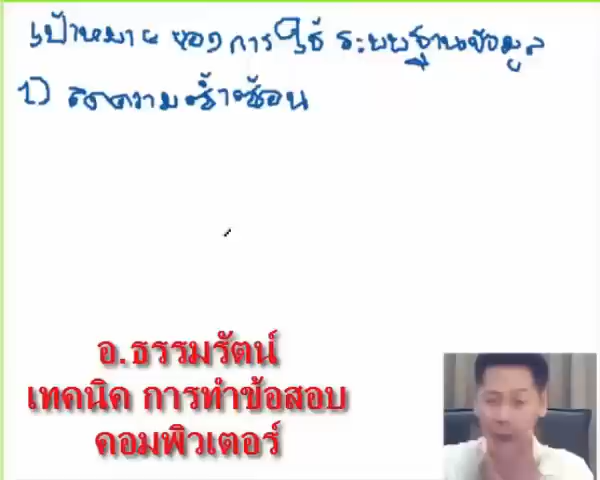 เป้าหมาย ของ การใช้ ระบบฐานข้อมูล
1) ลดความซ้ำซ้อน
อ.ธรรมรัตน์
เทคนิค การทำข้อสอบ
คอมพิวเตอร์